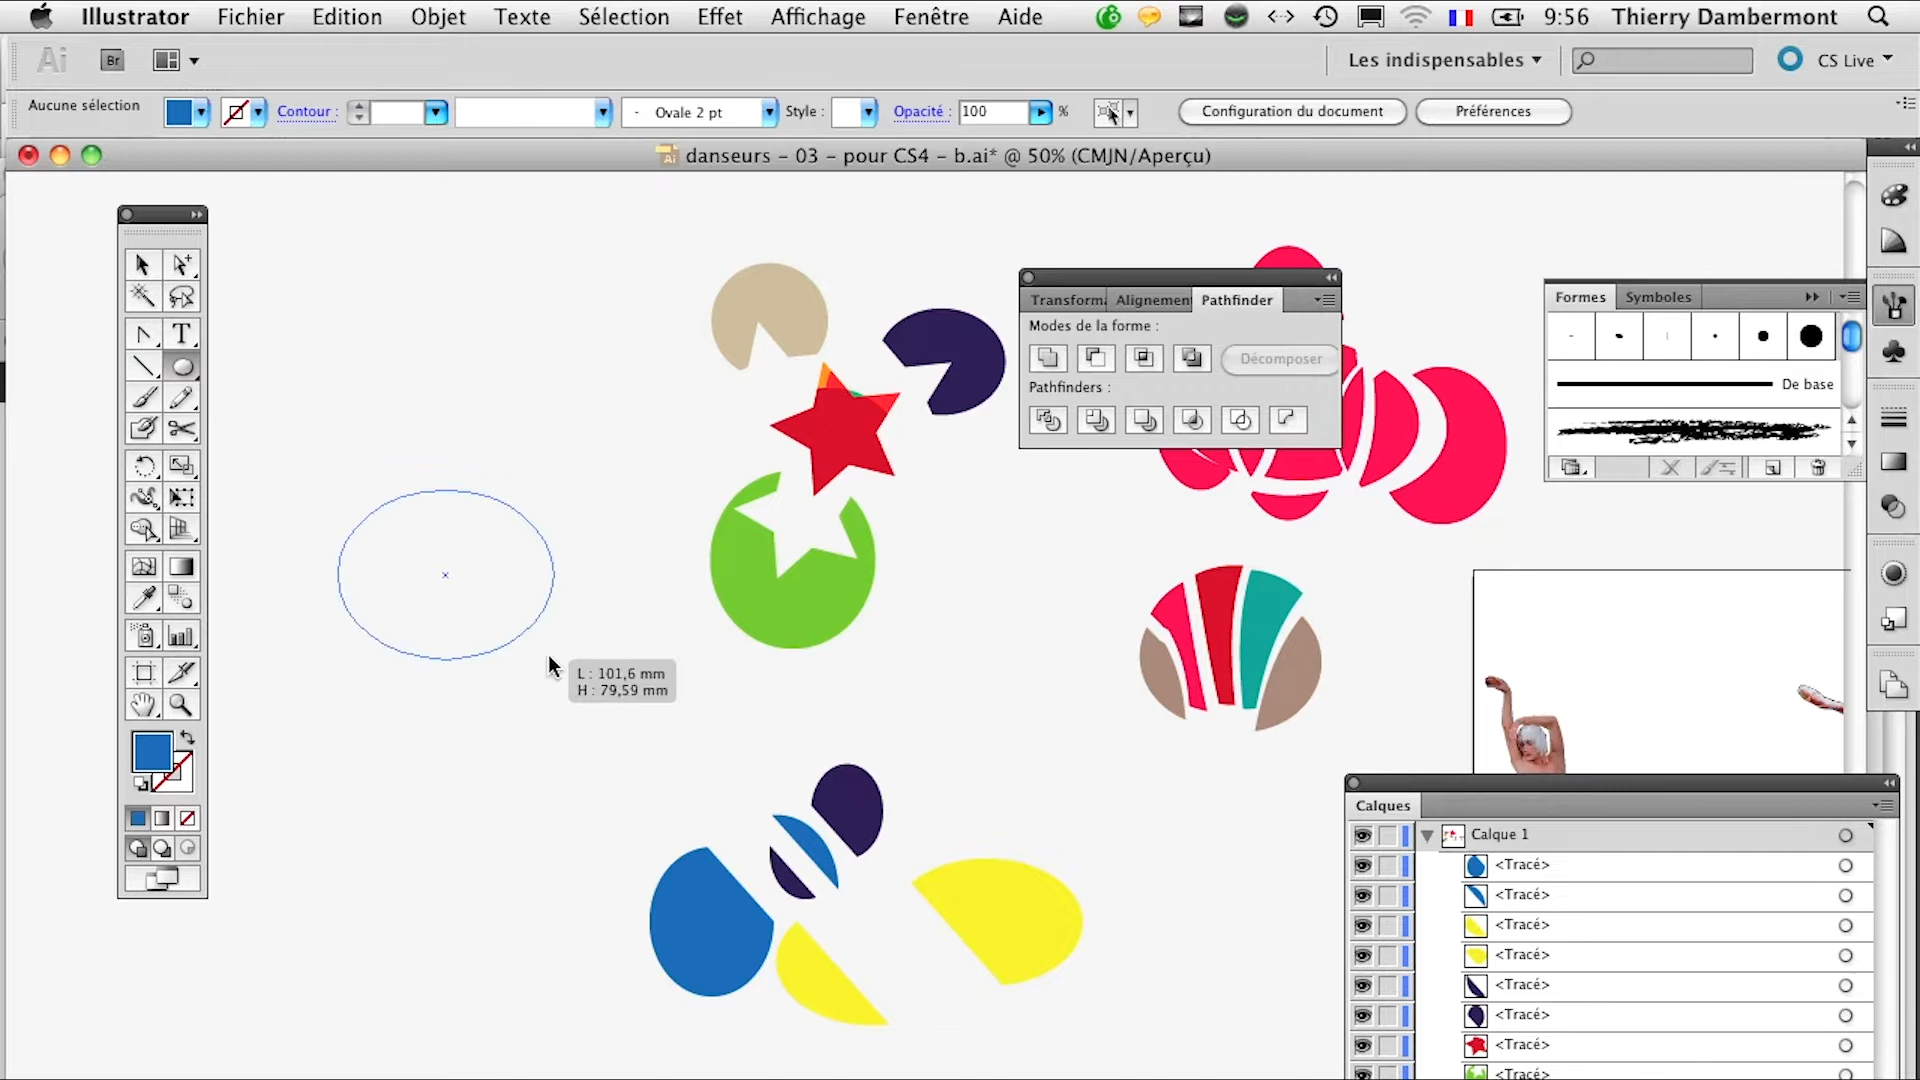 Illustrator Fichier Edition Objet Texte Sélection Effet Affichage Fenêtre Aide 9:56 Thierry Dambermont
Ai Br Les indispensables CS Live
Aucune sélection Contour : - Ovale 2 pt Style : Opacité : 100 % Configuration du document Préférences
danseurs – 03 – pour CS4 – b.ai* @ 50% (CMJN/Aperçu)
Transforma Alignemen Pathfinder
Modes de la forme :
Décomposer
Pathfinders :
Formes Symboles
De base
T
L : 101,6 mm
H : 79,59 mm
Calques
Calque 1
<Tracé>
<Tracé>
<Tracé>
<Tracé>
<Tracé>
<Tracé>
<Tracé>
<Tracé>